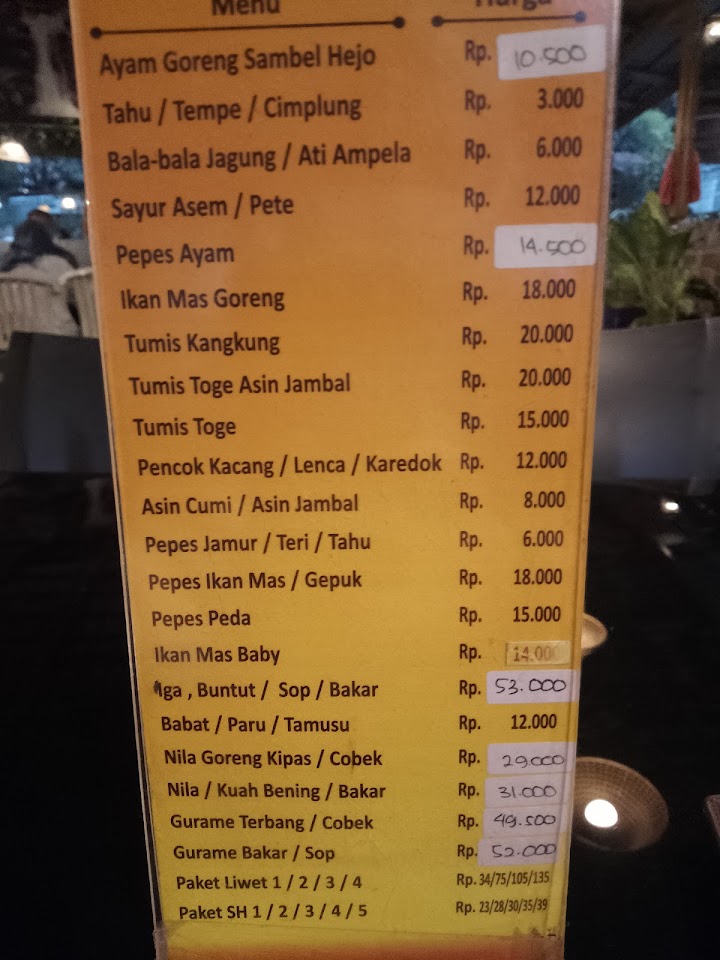 Menu Harga
Ayam Goreng Sambel Hejo Rp. 10.500
Tahu / Tempe / Cimplung Rp. 3.000
Bala-bala Jagung / Ati Ampela Rp. 6.000
Sayur Asem / Pete Rp. 12.000
Pepes Ayam Rp. 14.500
Ikan Mas Goreng Rp. 18.000
Tumis Kangkung Rp. 20.000
Tumis Toge Asin Jambal Rp. 20.000
Tumis Toge Rp. 15.000
Pencok Kacang / Lenca / Karedok Rp. 12.000
Asin Cumi / Asin Jambal Rp. 8.000
Pepes Jamur / Teri / Tahu Rp. 6.000
Pepes Ikan Mas / Gepuk Rp. 18.000
Pepes Peda Rp. 15.000
Ikan Mas Baby Rp. 14.000
Iga , Buntut / Sop / Bakar Rp. 53.000
Babat / Paru / Tamusu Rp. 12.000
Nila Goreng Kipas / Cobek Rp. 29.000
Nila / Kuah Bening / Bakar Rp. 31.000
Gurame Terbang / Cobek Rp. 49.500
Gurame Bakar / Sop Rp. 52.000
Paket Liwet 1 / 2 / 3 / 4 Rp. 34/75/105/135
Paket SH 1 / 2 / 3 / 4 / 5 Rp. 23/28/30/35/39